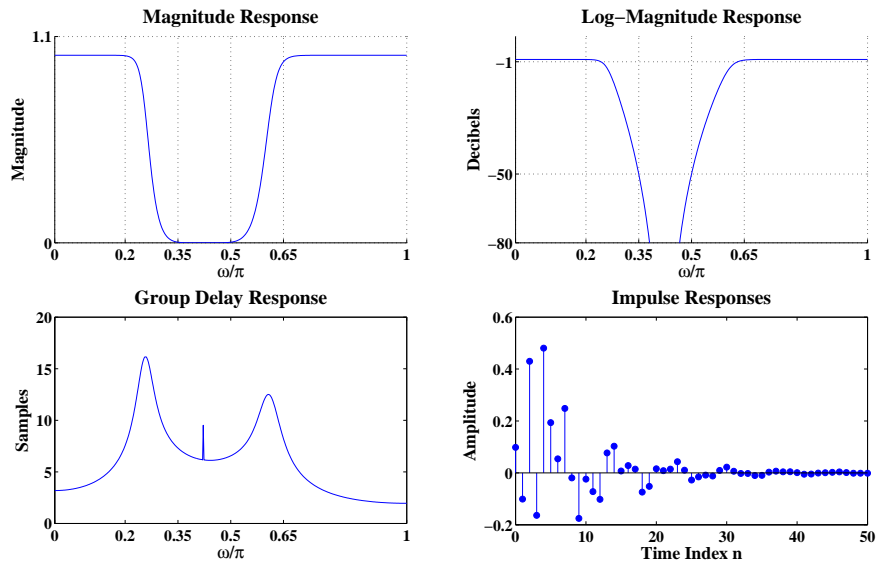 Magnitude Response
1.1
0
Magnitude
0 0.2 0.35 0.5 0.65 1
ω/π
Log−Magnitude Response
−1
−50
−80
Decibels
0 0.2 0.35 0.5 0.65 1
ω/π
Group Delay Response
20
15
10
5
0
Samples
0 0.2 0.35 0.5 0.65 1
ω/π
Impulse Responses
0.6
0.4
0.2
0
−0.2
Amplitude
0 10 20 30 40 50
Time Index n